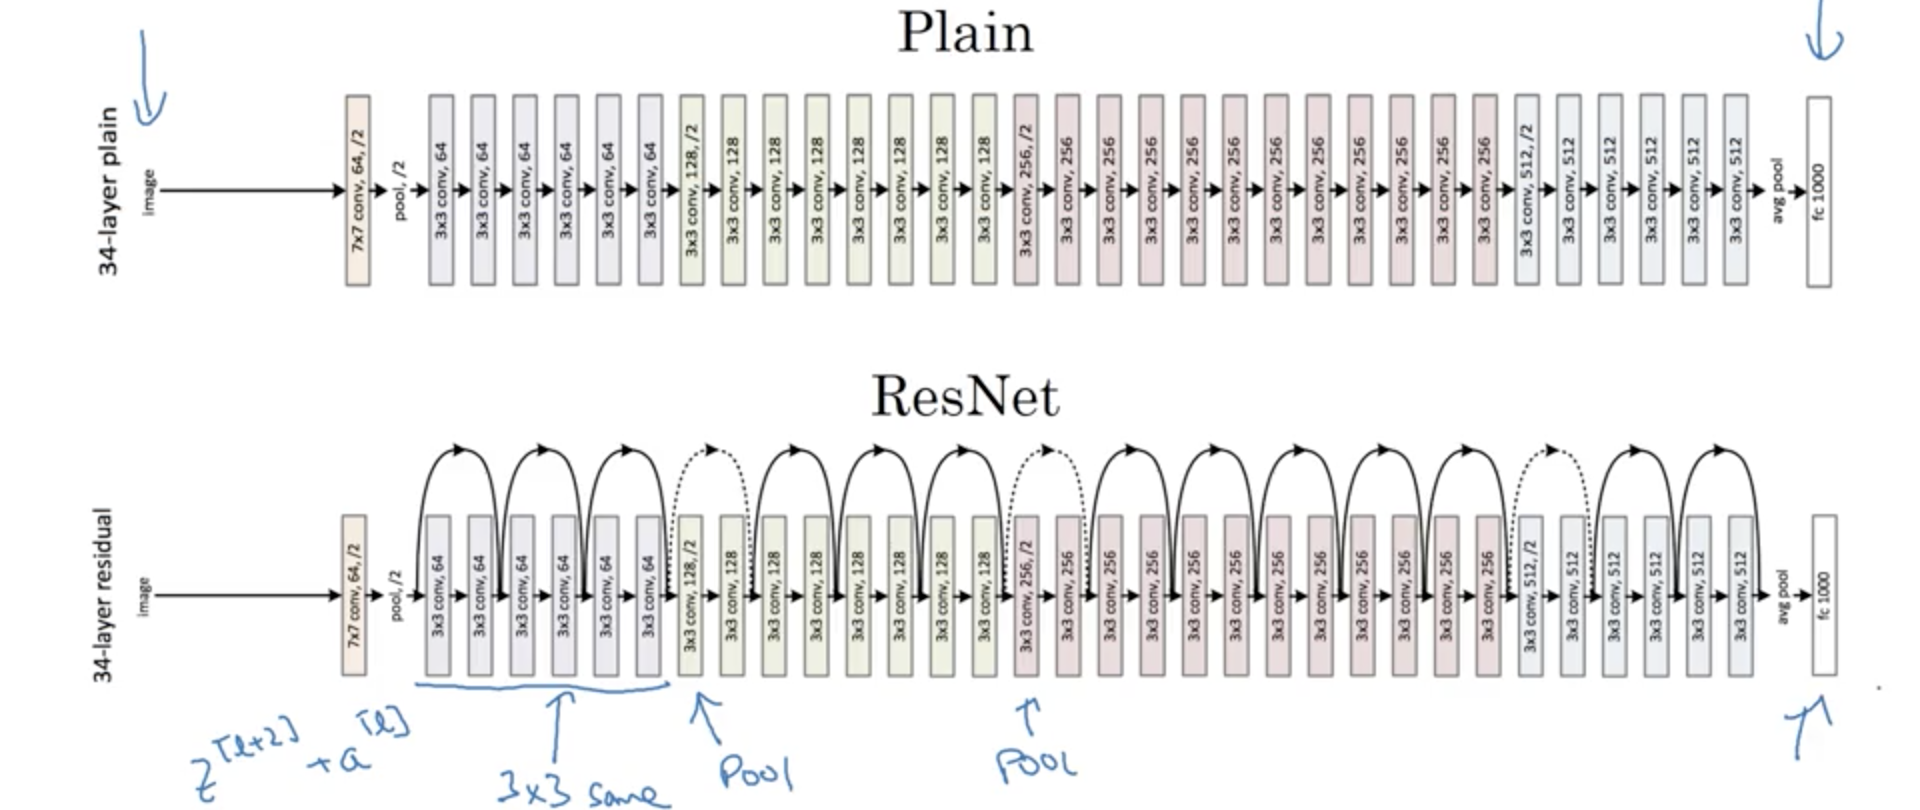 Plain
34-layer plain
image
7x7 conv, 64, /2
pool, /2
3x3 conv, 64
3x3 conv, 64
3x3 conv, 64
3x3 conv, 64
3x3 conv, 64
3x3 conv, 64
3x3 conv, 128, /2
3x3 conv, 128
3x3 conv, 128
3x3 conv, 128
3x3 conv, 128
3x3 conv, 128
3x3 conv, 128
3x3 conv, 128
3x3 conv, 256, /2
3x3 conv, 256
3x3 conv, 256
3x3 conv, 256
3x3 conv, 256
3x3 conv, 256
3x3 conv, 256
3x3 conv, 256
3x3 conv, 256
3x3 conv, 256
3x3 conv, 256
3x3 conv, 256
3x3 conv, 512, /2
3x3 conv, 512
3x3 conv, 512
3x3 conv, 512
3x3 conv, 512
3x3 conv, 512
avg pool
fc 1000
ResNet
34-layer residual
image
7x7 conv, 64, /2
pool, /2
3x3 conv, 64
3x3 conv, 64
3x3 conv, 64
3x3 conv, 64
3x3 conv, 64
3x3 conv, 64
3x3 conv, 128, /2
3x3 conv, 128
3x3 conv, 128
3x3 conv, 128
3x3 conv, 128
3x3 conv, 128
3x3 conv, 128
3x3 conv, 128
3x3 conv, 256, /2
3x3 conv, 256
3x3 conv, 256
3x3 conv, 256
3x3 conv, 256
3x3 conv, 256
3x3 conv, 256
3x3 conv, 256
3x3 conv, 256
3x3 conv, 256
3x3 conv, 256
3x3 conv, 256
3x3 conv, 512, /2
3x3 conv, 512
3x3 conv, 512
3x3 conv, 512
3x3 conv, 512
3x3 conv, 512
avg pool
fc 1000
z[l+2] + a[l]
3x3 same
Pool
Pool